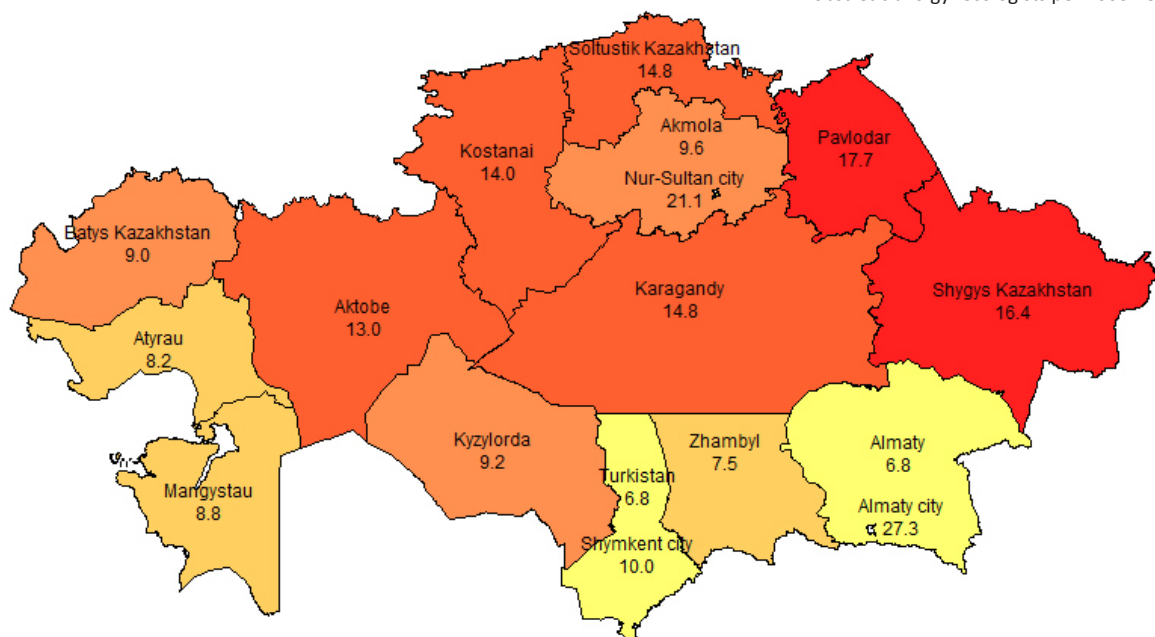 Soltustik Kazakhstan
14.8
Akmola
9.6
Nur-Sultan city
21.1
Pavlodar
17.7
Kostanai
14.0
Batys Kazakhstan
9.0
Aktobe
13.0
Karagandy
14.8
Shygys Kazakhstan
16.4
Atyrau
8.2
Mangystau
8.8
Kyzylorda
9.2
Turkistan
6.8
Shymkent city
10.0
Zhambyl
7.5
Almaty
6.8
Almaty city
27.3